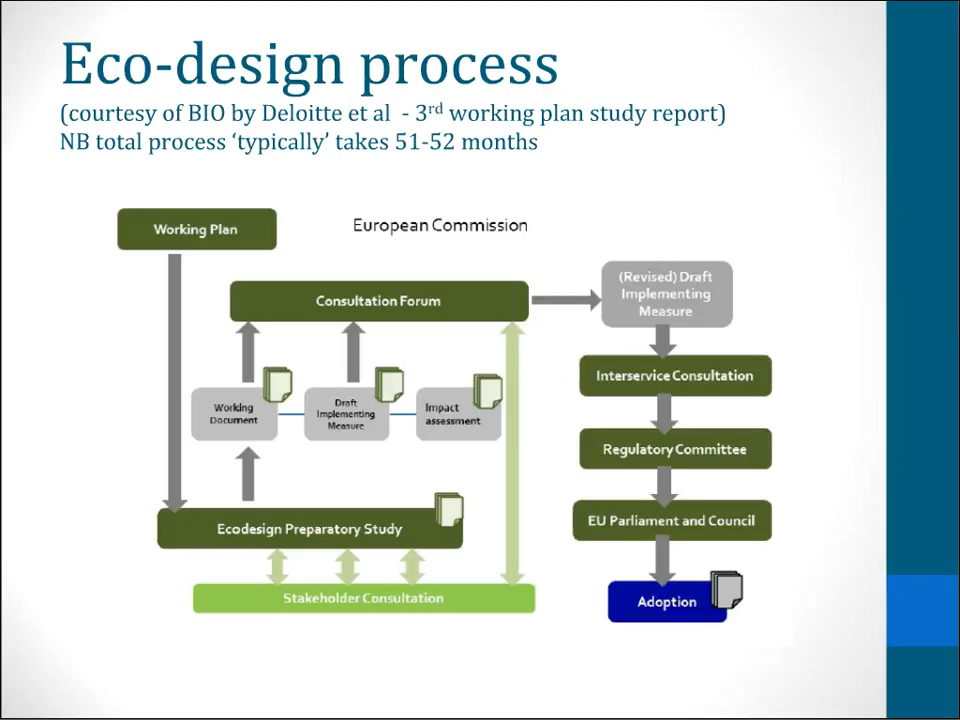 Eco-design process
(courtesy of BIO by Deloitte et al - 3rd working plan study report)
NB total process ‘typically’ takes 51-52 months
Working Plan
European Commission
Consultation Forum
(Revised) Draft
Implementing
Measure
Interservice Consultation
Working
Document
Draft
Implementing
Measure
Impact
assessment
Regulatory Committee
Ecodesign Preparatory Study
EU Parliament and Council
Stakeholder Consultation
Adoption